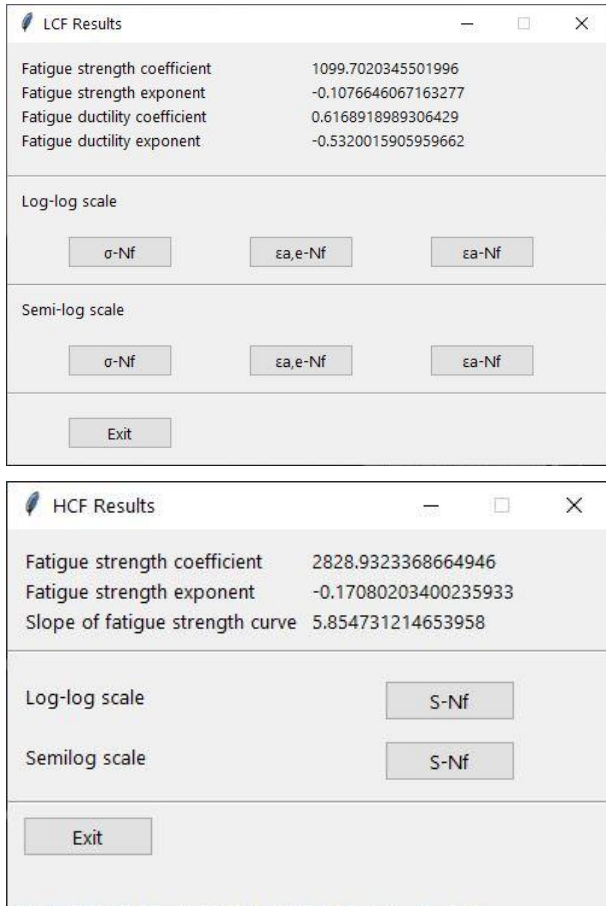 LCF Results
Fatigue strength coefficient 1099.7020345501996
Fatigue strength exponent -0.1076646067163277
Fatigue ductility coefficient 0.6168918989306429
Fatigue ductility exponent -0.5320015905959662
Log-log scale
σ-Nf εa,e-Nf εa-Nf
Semi-log scale
σ-Nf εa,e-Nf εa-Nf
Exit
HCF Results
Fatigue strength coefficient 2828.9323368664946
Fatigue strength exponent -0.17080203400235933
Slope of fatigue strength curve 5.854731214653958
Log-log scale S-Nf
Semilog scale S-Nf
Exit